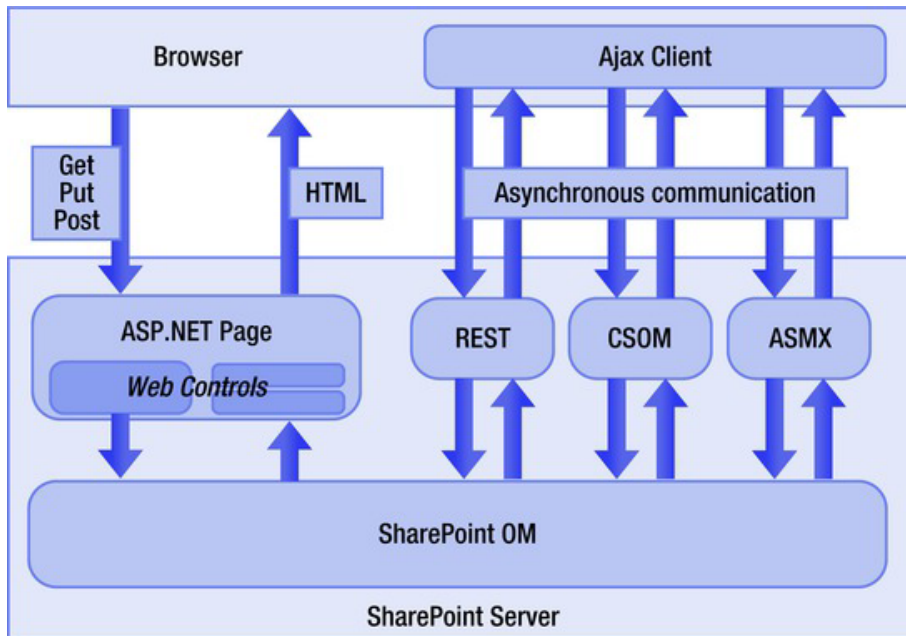 Browser
Ajax Client
Get
Put
Post
HTML
Asynchronous communication
ASP.NET Page
Web Controls
REST
CSOM
ASMX
SharePoint OM
SharePoint Server